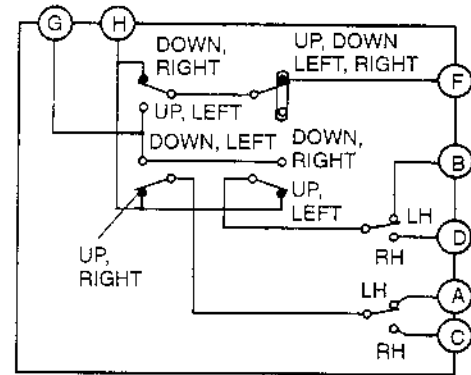 G H
DOWN,
RIGHT
UP, DOWN
LEFT, RIGHT
F
UP, LEFT
DOWN, LEFT
DOWN,
RIGHT
B
UP,
LEFT
LH
D
RH
UP,
RIGHT
LH
A
C
RH